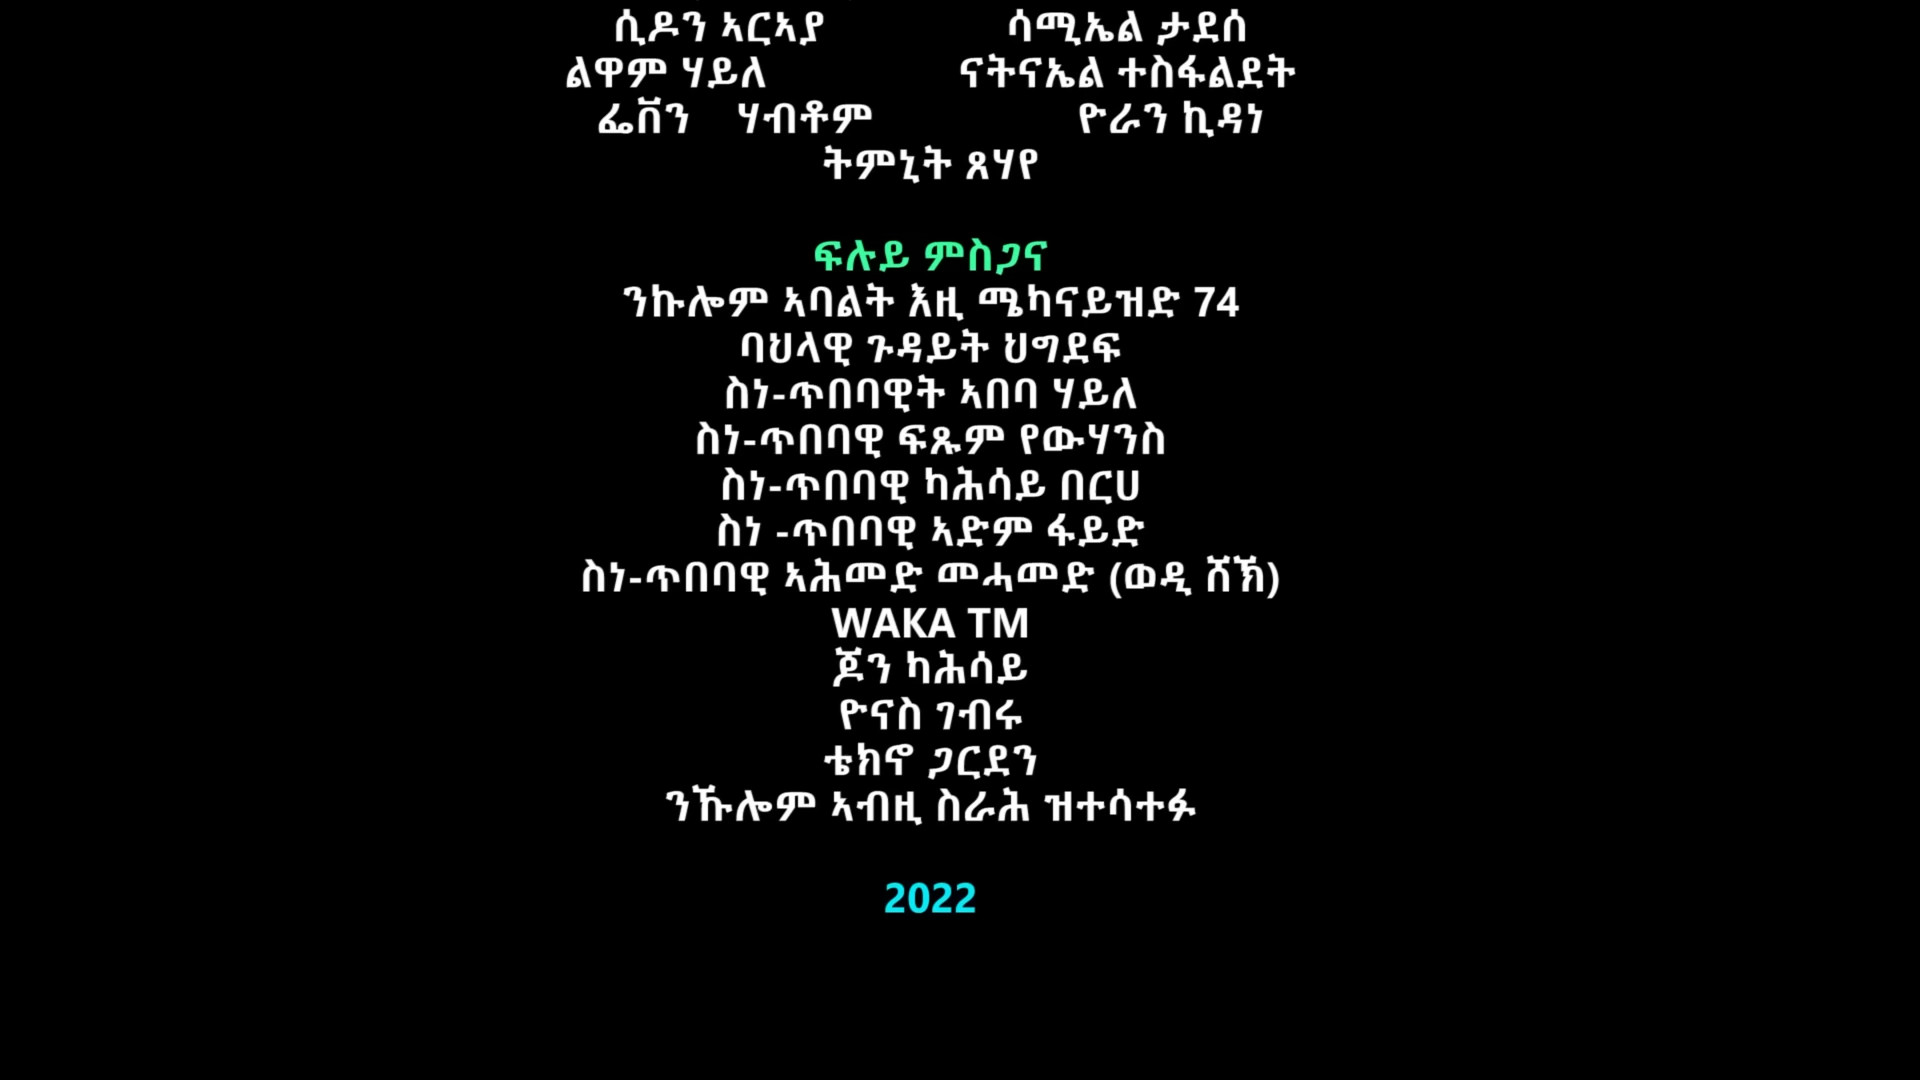 ሲዶን ኣርኣያ ሳሚኤል ታደሰ
ልዋም ሃይለ ናትናኤል ተስፋልደት
ፌቨን ሃብቶም ዮራን ኪዳነ
ትምኒት ጸሃየ
ፍሉይ ምስጋና
ንኩሎም ኣባልት እዚ ሜካናይዝድ 74
ባህላዊ ጉዳይት ህግደፍ
ስነ-ጥበባዊት ኣበባ ሃይለ
ስነ-ጥበባዊ ፍጹም የውሃንስ
ስነ-ጥበባዊ ካሕሳይ በርሀ
ስነ -ጥበባዊ ኣድም ፋይድ
ስነ-ጥበባዊ ኣሕመድ መሓመድ (ወዲ ሸኽ)
WAKA TM
ጆን ካሕሳይ
ዮናስ ገብሩ
ቴክኖ ጋርደን
ንኹሎም ኣብዚ ስራሕ ዝተሳተፉ
2022